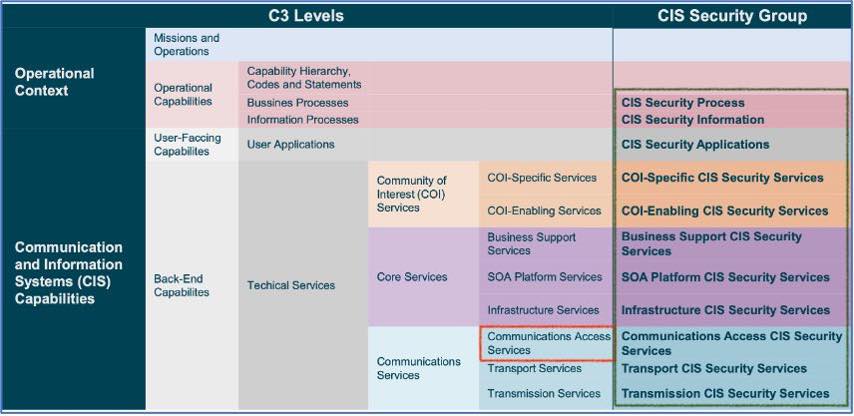 C3 Levels
CIS Security Group
Operational
Context
Missions and
Operations
Operational
Capabilities
Capability Hierarchy,
Codes and Statements
Bussines Processes
CIS Security Process
Information Processes
CIS Security Information
Communication
and Information
Systems (CIS)
Capabilities
User-Faccing
Capabilites
User Applications
CIS Security Applications
Back-End
Capabilites
Techical Services
Community of
Interest (COI)
Services
COI-Specific Services
COI-Specific CIS Security Services
COI-Enabling Services
COI-Enabling CIS Security Services
Core Services
Business Support
Services
Business Support CIS Security
Services
SOA Platform Services
SOA Platform CIS Security Services
Infrastructure Services
Infrastructure CIS Security Services
Communications
Services
Communications Access
Services
Communications Access CIS Security
Services
Transport Services
Transport CIS Security Services
Transmission Services
Transmission CIS Security Services